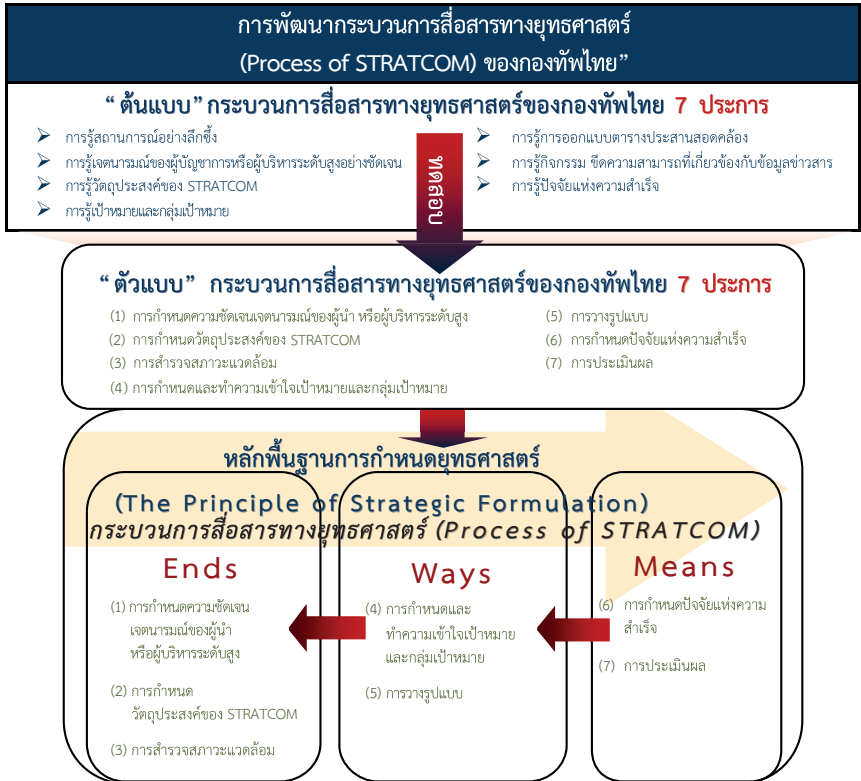 การพัฒนากระบวนการสื่อสารทางยุทธศาสตร์
(Process of STRATCOM) ของกองทัพไทย”
“ ต้นแบบ” กระบวนการสื่อสารทางยุทธศาสตร์ของกองทัพไทย 7 ประการ
➢ การรู้สถานการณ์อย่างลึกซึ้ง
➢ การรู้เจตนารมณ์ของผู้บัญชาการหรือผู้บริหารระดับสูงอย่างชัดเจน
➢ การรู้วัตถุประสงค์ของ STRATCOM
➢ การรู้เป้าหมายและกลุ่มเป้าหมาย
➢ การรู้การออกแบบตารางประสานสอดคล้อง
➢ การรู้กิจกรรม ขีดความสามารถที่เกี่ยวข้องกับข้อมูลข่าวสาร
➢ การรู้ปัจจัยแห่งความสำเร็จ
ทดสอบ
“ ตัวแบบ” กระบวนการสื่อสารทางยุทธศาสตร์ของกองทัพไทย 7 ประการ
(1) การกำหนดความชัดเจนเจตนารมณ์ของผู้นำ หรือผู้บริหารระดับสูง
(2) การกำหนดวัตถุประสงค์ของ STRATCOM
(3) การสำรวจสภาวะแวดล้อม
(4) การกำหนดและทำความเข้าใจเป้าหมายและกลุ่มเป้าหมาย
(5) การวางรูปแบบ
(6) การกำหนดปัจจัยแห่งความสำเร็จ
(7) การประเมินผล
หลักพื้นฐานการกำหนดยุทธศาสตร์
(The Principle of Strategic Formulation)
กระบวนการสื่อสารทางยุทธศาสตร์ (Process of STRATCOM)
Ends
(1) การกำหนดความชัดเจน
เจตนารมณ์ของผู้นำ
หรือผู้บริหารระดับสูง
(2) การกำหนด
วัตถุประสงค์ของ STRATCOM
(3) การสำรวจสภาวะแวดล้อม
Ways
(4) การกำหนดและ
ทำความเข้าใจเป้าหมาย
และกลุ่มเป้าหมาย
(5) การวางรูปแบบ
Means
(6) การกำหนดปัจจัยแห่งความ
สำเร็จ
(7) การประเมินผล